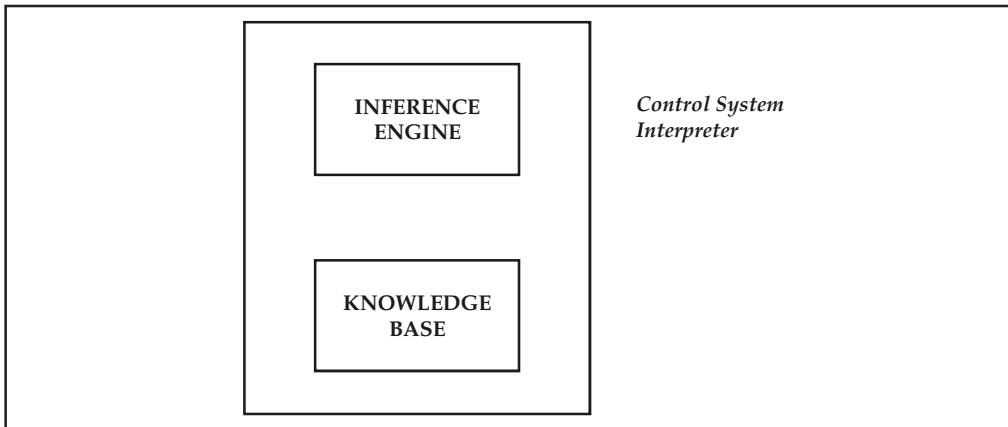 INFERENCE
ENGINE
Control System
Interpreter
KNOWLEDGE
BASE